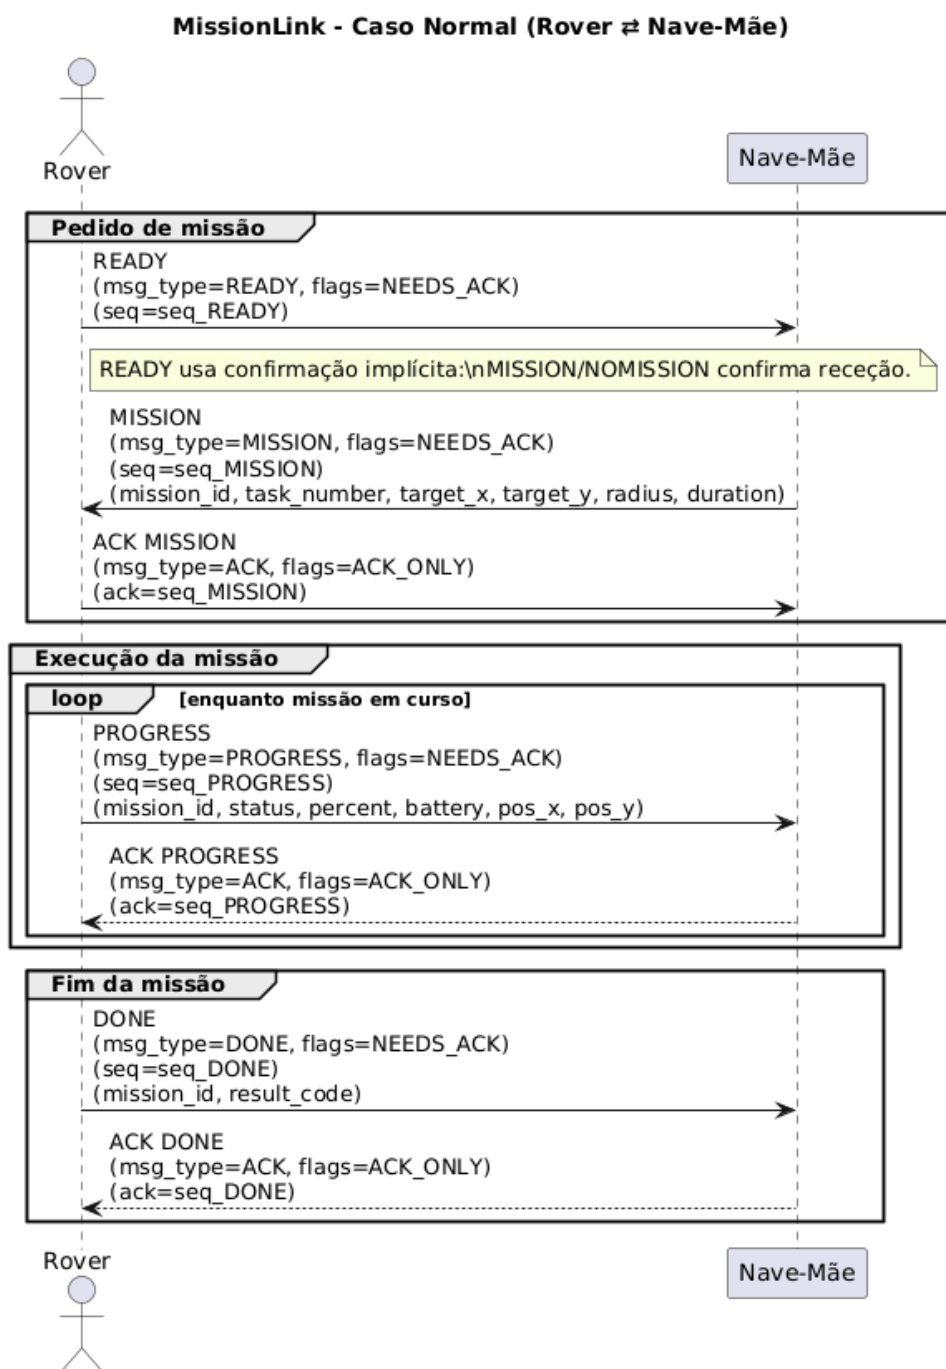 MissionLink - Caso Normal (Rover ⇄ Nave-Mãe)
Rover
Nave-Mãe
Pedido de missão
READY
(msg_type=READY, flags=NEEDS_ACK)
(seq=seq_READY)
READY usa confirmação implícita:\nMISSION/NOMISSION confirma receção.
MISSION
(msg_type=MISSION, flags=NEEDS_ACK)
(seq=seq_MISSION)
(mission_id, task_number, target_x, target_y, radius, duration)
ACK MISSION
(msg_type=ACK, flags=ACK_ONLY)
(ack=seq_MISSION)
Execução da missão
loop [enquanto missão em curso]
PROGRESS
(msg_type=PROGRESS, flags=NEEDS_ACK)
(seq=seq_PROGRESS)
(mission_id, status, percent, battery, pos_x, pos_y)
ACK PROGRESS
(msg_type=ACK, flags=ACK_ONLY)
(ack=seq_PROGRESS)
Fim da missão
DONE
(msg_type=DONE, flags=NEEDS_ACK)
(seq=seq_DONE)
(mission_id, result_code)
ACK DONE
(msg_type=ACK, flags=ACK_ONLY)
(ack=seq_DONE)
Rover
Nave-Mãe